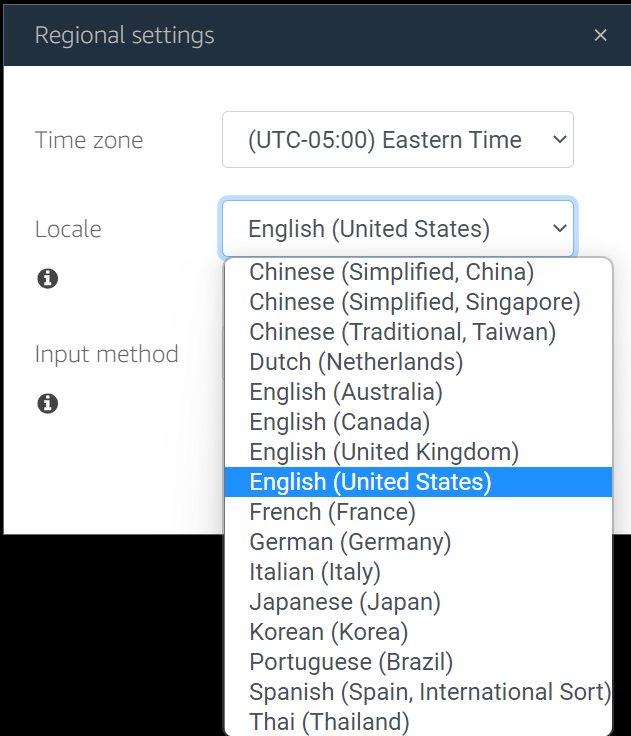 Regional settings ×
Time zone
(UTC-05:00) Eastern Time
Locale
English (United States)
Chinese (Simplified, China)
Chinese (Simplified, Singapore)
Chinese (Traditional, Taiwan)
Input method
Dutch (Netherlands)
English (Australia)
English (Canada)
English (United Kingdom)
English (United States)
French (France)
German (Germany)
Italian (Italy)
Japanese (Japan)
Korean (Korea)
Portuguese (Brazil)
Spanish (Spain, International Sort)
Thai (Thailand)